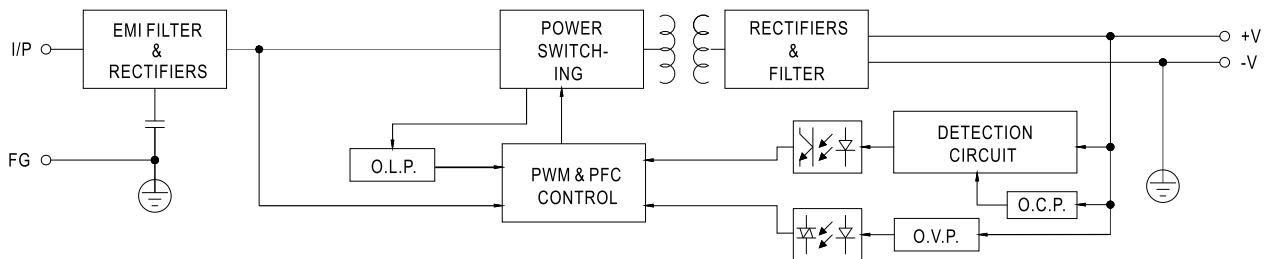 I/P
EMI FILTER
&
RECTIFIERS
POWER
SWITCH-
ING
RECTIFIERS
&
FILTER
+V
-V
FG
O.L.P.
PWM & PFC
CONTROL
DETECTION
CIRCUIT
O.C.P.
O.V.P.